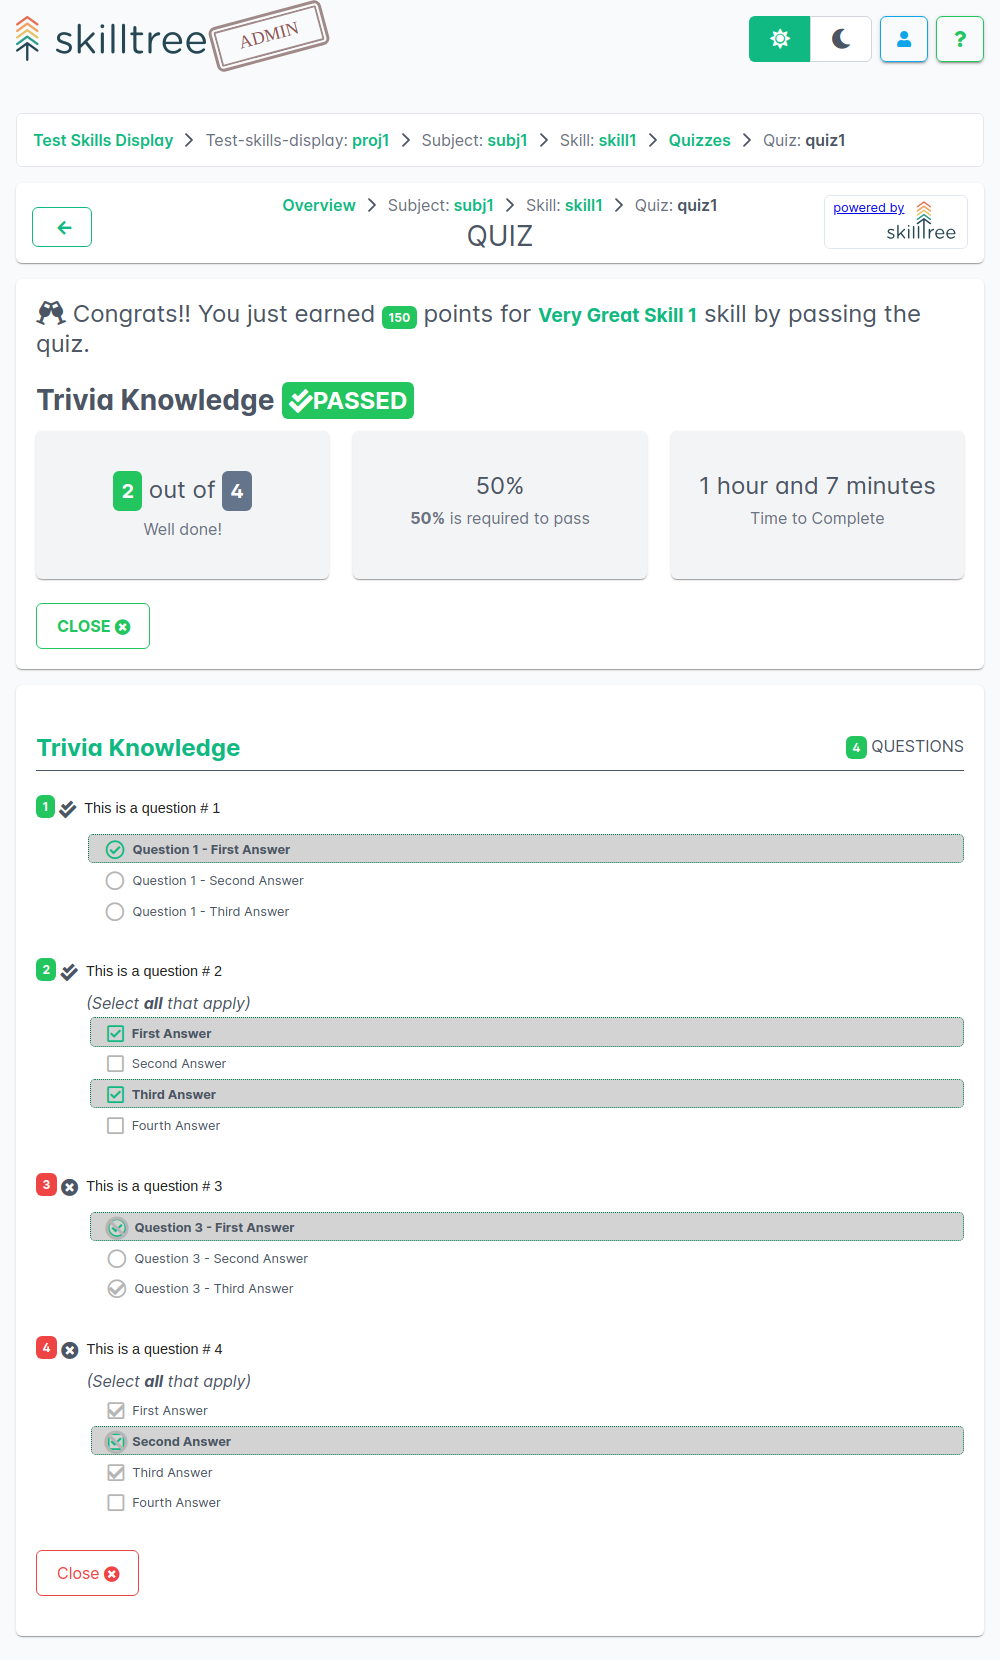 skilltree ADMIN
?
Test Skills Display > Test-skills-display: proj1 > Subject: subj1 > Skill: skill1 > Quizzes > Quiz: quiz1
Overview > Subject: subj1 > Skill: skill1 > Quiz: quiz1
QUIZ
powered by
skilltree
Congrats!! You just earned 150 points for Very Great Skill 1 skill by passing the
quiz.
Trivia Knowledge PASSED
2 out of 4
Well done!
50%
50% is required to pass
1 hour and 7 minutes
Time to Complete
CLOSE
Trivia Knowledge
4 QUESTIONS
1 This is a question # 1
Question 1 - First Answer
Question 1 - Second Answer
Question 1 - Third Answer
2 This is a question # 2
(Select all that apply)
First Answer
Second Answer
Third Answer
Fourth Answer
3 This is a question # 3
Question 3 - First Answer
Question 3 - Second Answer
Question 3 - Third Answer
4 This is a question # 4
(Select all that apply)
First Answer
Second Answer
Third Answer
Fourth Answer
Close